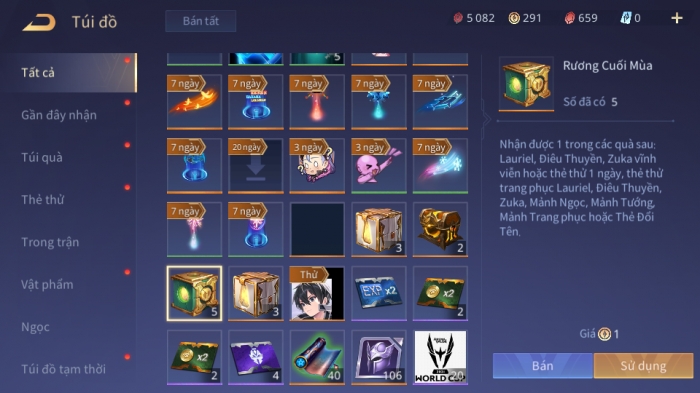 Túi đồ
Bán tất
5 082
291
659
0
+
Tất cả
Gần đây nhận
Túi quà
Thẻ thử
Trong trận
Vật phẩm
Ngọc
Túi đồ tạm thời
5
7 ngày
7 ngày
7 ngày
7 ngày
7 ngày
7 ngày
20 ngày
3 ngày
3 ngày
7 ngày
7 ngày
7 ngày
3
2
5
3
Thử
EXP x2
2
x2
2
4
40
106
WORLD CUP
20
Rương Cuối Mùa
Số đã có 5
Nhận được 1 trong các quà sau:
Lauriel, Điêu Thuyền, Zuka vĩnh
viễn hoặc thẻ thử 1 ngày, thẻ thử
trang phục Lauriel, Điêu Thuyền,
Zuka, Mảnh Ngọc, Mảnh Tướng,
Mảnh Trang phục hoặc Thẻ Đổi
Tên.
Giá 1
Bán
Sử dụng